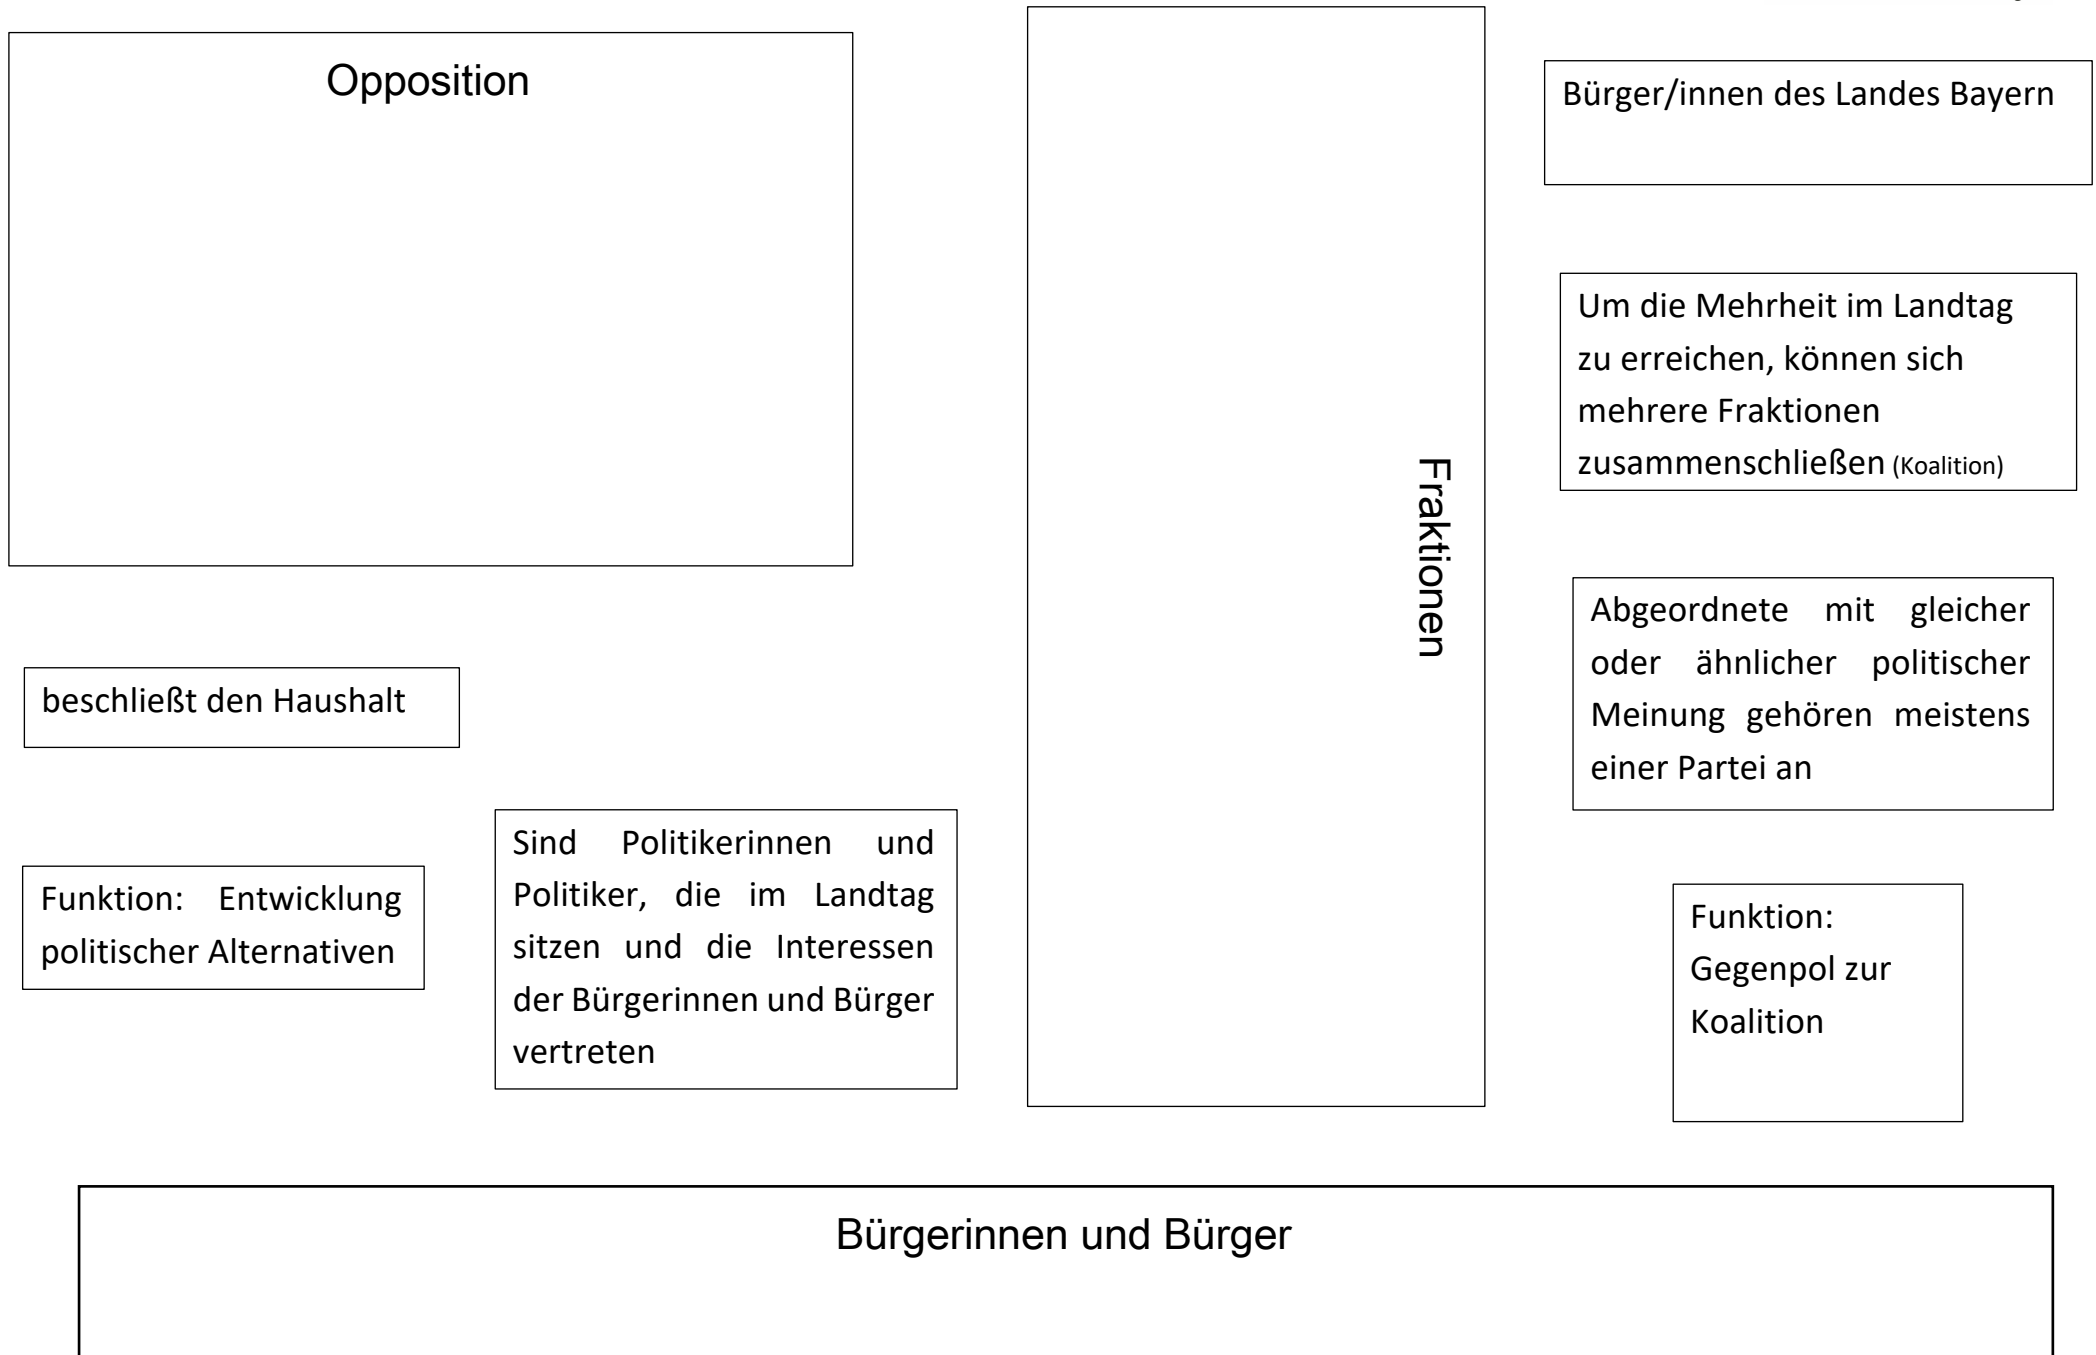 Opposition
Bürger/innen des Landes Bayern
Um die Mehrheit im Landtag
zu erreichen, können sich
mehrere Fraktionen
zusammenschließen (Koalition)
Fraktionen
Abgeordnete mit gleicher
oder ähnlicher politischer
Meinung gehören meistens
einer Partei an
beschließt den Haushalt
Sind Politikerinnen und
Politiker, die im Landtag
sitzen und die Interessen
der Bürgerinnen und Bürger
vertreten
Funktion: Entwicklung
politischer Alternativen
Funktion:
Gegenpol zur
Koalition
Bürgerinnen und Bürger